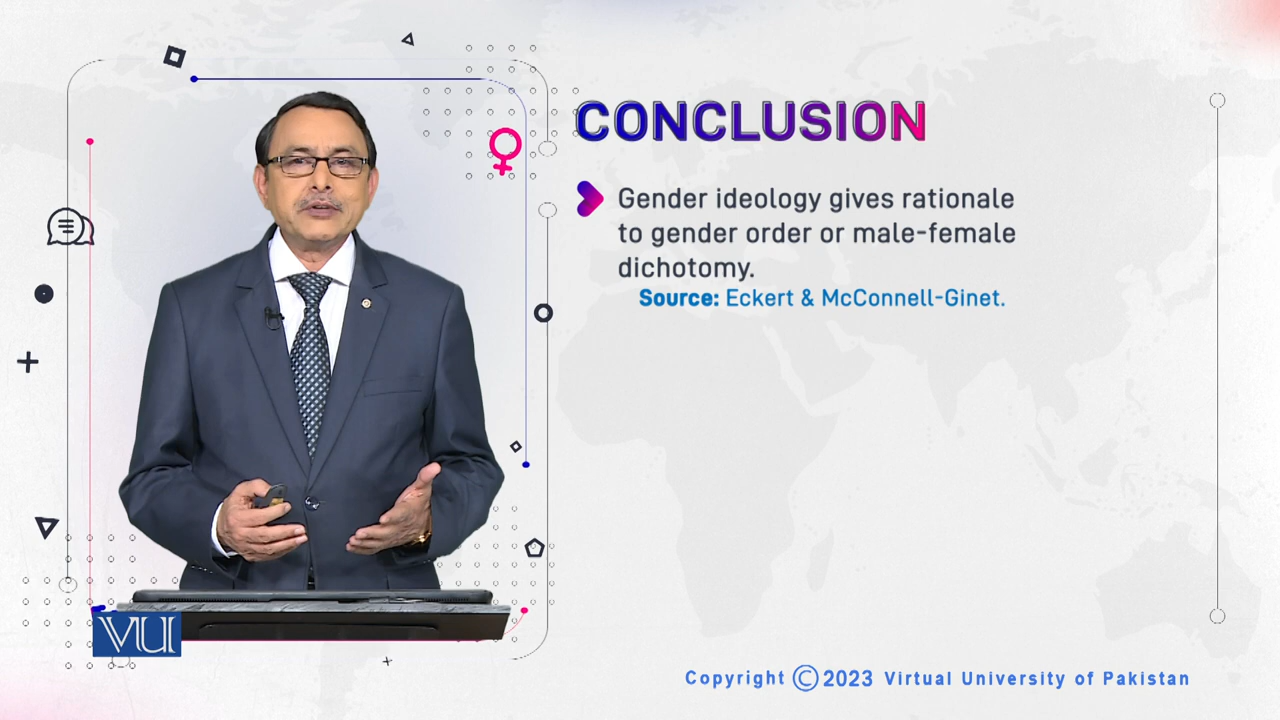 CONCLUSION
Gender ideology gives rationale
to gender order or male-female
dichotomy.
Source: Eckert & McConnell-Ginet.
VU
Copyright ©2023 Virtual University of Pakistan